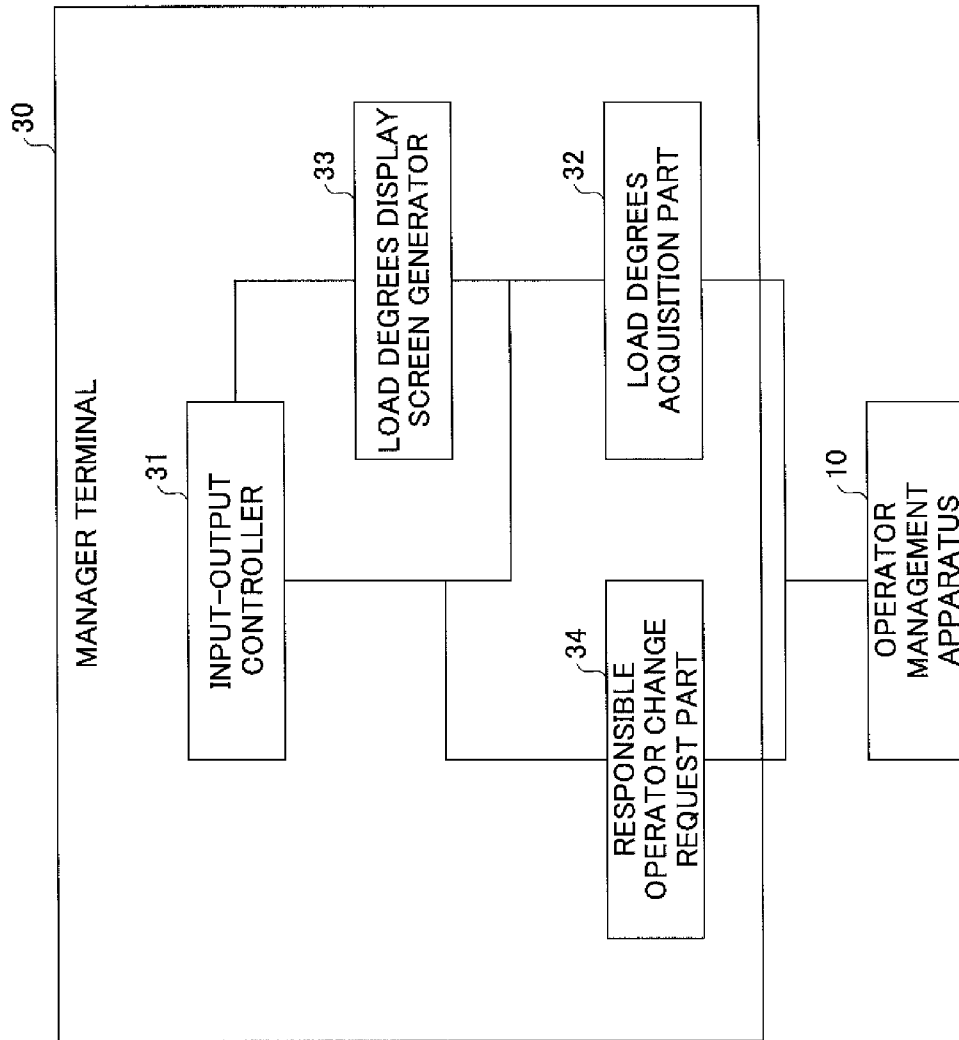 30
MANAGER TERMINAL
31
INPUT-OUTPUT
CONTROLLER
33
LOAD DEGREES DISPLAY
SCREEN GENERATOR
34
RESPONSIBLE
OPERATOR CHANGE
REQUEST PART
32
LOAD DEGREES
ACQUISITION PART
10
OPERATOR
MANAGEMENT
APPARATUS